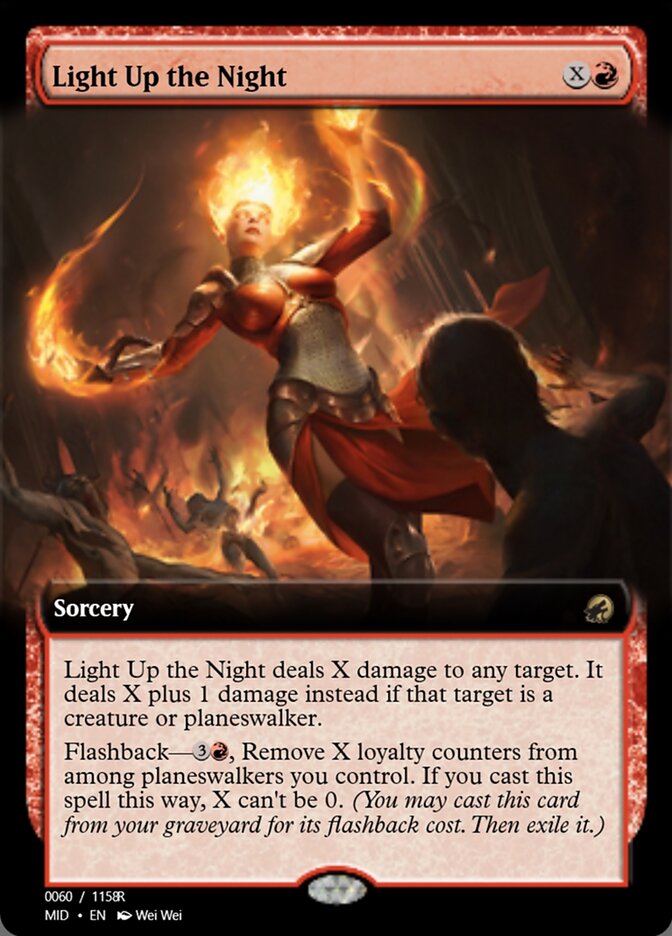 Light Up the Night X
Sorcery
Light Up the Night deals X damage to any target. It
deals X plus 1 damage instead if that target is a
creature or planeswalker.
Flashback—3, Remove X loyalty counters from
among planeswalkers you control. If you cast this
spell this way, X can't be 0. (You may cast this card
from your graveyard for its flashback cost. Then exile it.)
0060 / 1158R
MID • EN Wei Wei